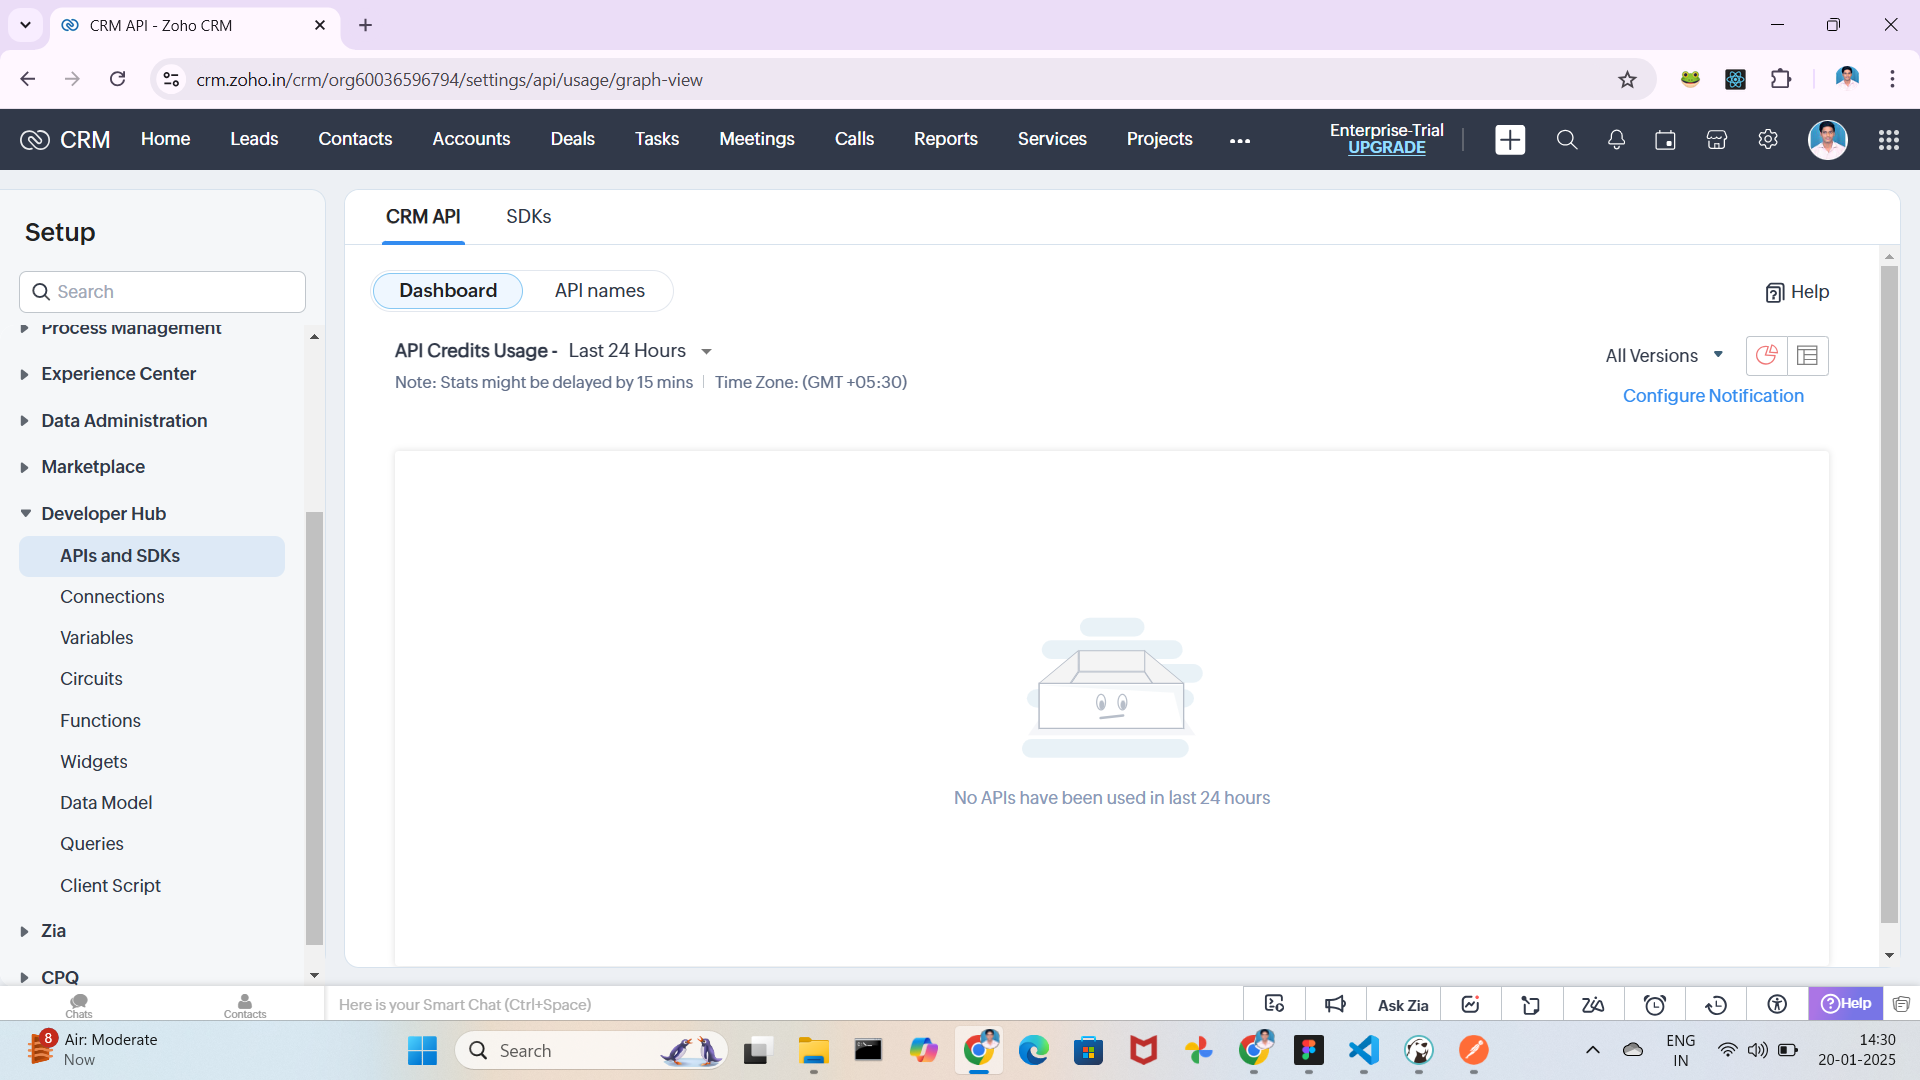 CRM API - Zoho CRM
crm.zoho.in/crm/org60036596794/settings/api/usage/graph-view
CRM Home Leads Contacts Accounts Deals Tasks Meetings Calls Reports Services Projects
Enterprise-Trial
UPGRADE
Setup
Search
Process Management
Experience Center
Data Administration
Marketplace
Developer Hub
APIs and SDKs
Connections
Variables
Circuits
Functions
Widgets
Data Model
Queries
Client Script
Zia
CPQ
CRM API SDKs
Dashboard API names
Help
API Credits Usage - Last 24 Hours
All Versions
Note: Stats might be delayed by 15 mins Time Zone: (GMT +05:30)
Configure Notification
No APIs have been used in last 24 hours
Chats Contacts
Here is your Smart Chat (Ctrl+Space)
Ask Zia
Help
8
Air: Moderate
Now
Search
ENG
IN
14:30
20-01-2025